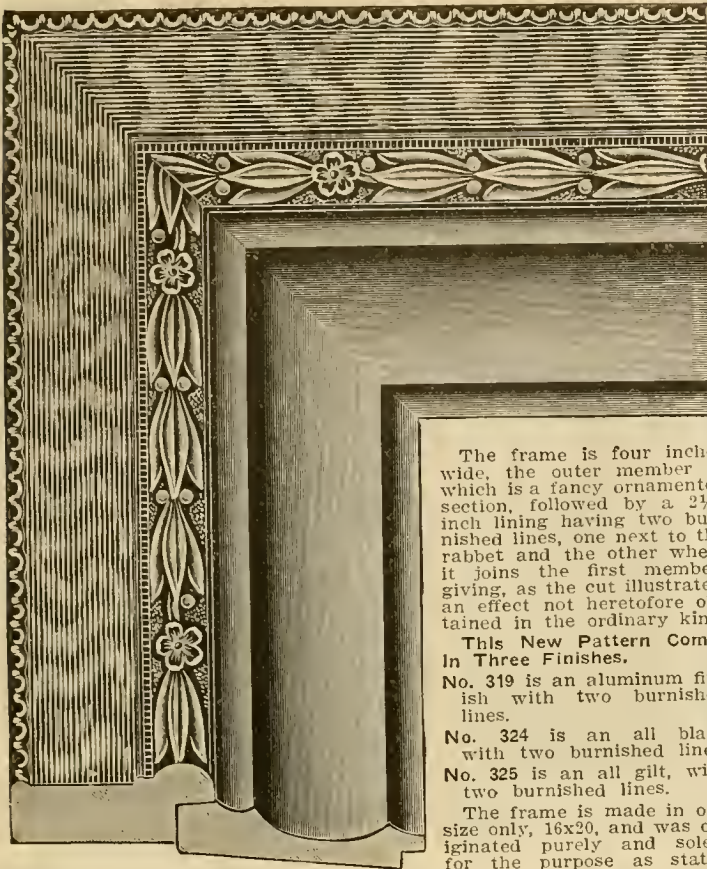 The frame is four inch
wide, the outer member
which is a fancy ornamente
section, followed by a 2½
inch lining having two bu
nished lines, one next to th
rabbet and the other whe
it joins the first membe
giving, as the cut illustrate
an effect not heretofore o
tained in the ordinary kin
This New Pattern Com
In Three Finishes.
No. 319 is an aluminum fi
ish with two burnishe
lines.
No. 324 is an all bla
with two burnished line
No. 325 is an all gilt, wi
two burnished lines.
The frame is made in o
size only, 16x20, and was o
iginated purely and sole
for the purpose as stat